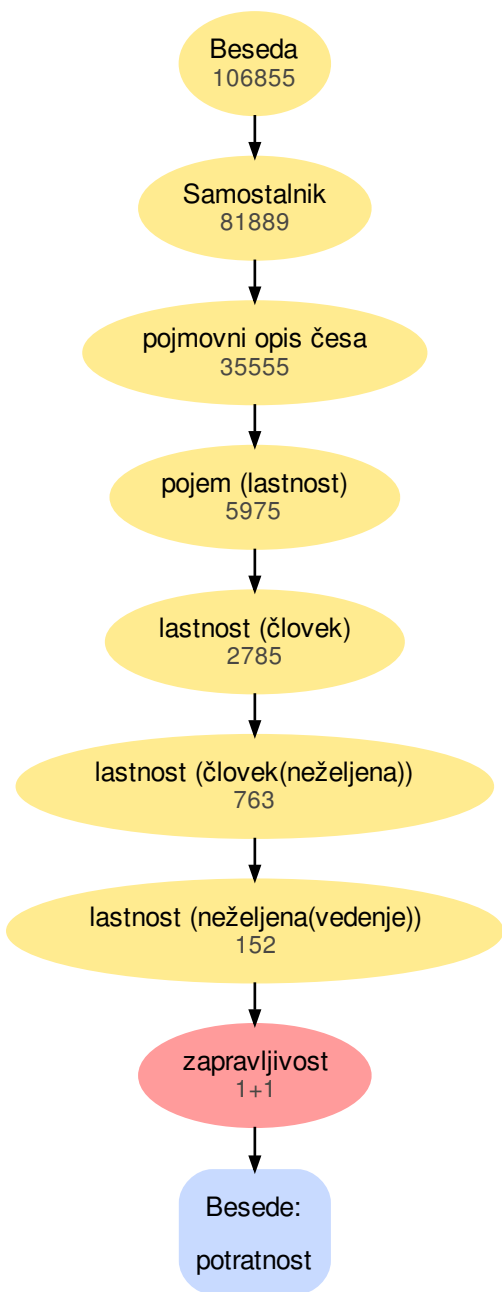 Beseda
106855
Samostalnik
81889
pojmovni opis česa
35555
pojem (lastnost)
5975
lastnost (človek)
2785
lastnost (človek(neželjena))
763
lastnost (neželjena(vedenje))
152
zapravljivost
1+1
Besede:
potratnost